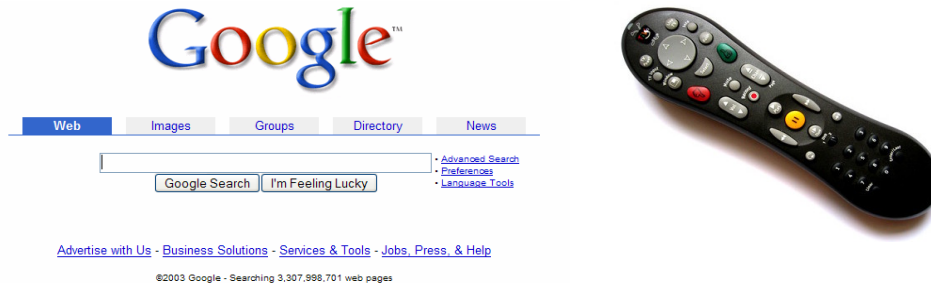 Google™
Web Images Groups Directory News
• Advanced Search
• Preferences
• Language Tools
Google Search I'm Feeling Lucky
Advertise with Us - Business Solutions - Services & Tools - Jobs, Press, & Help
©2003 Google - Searching 3,307,998,701 web pages